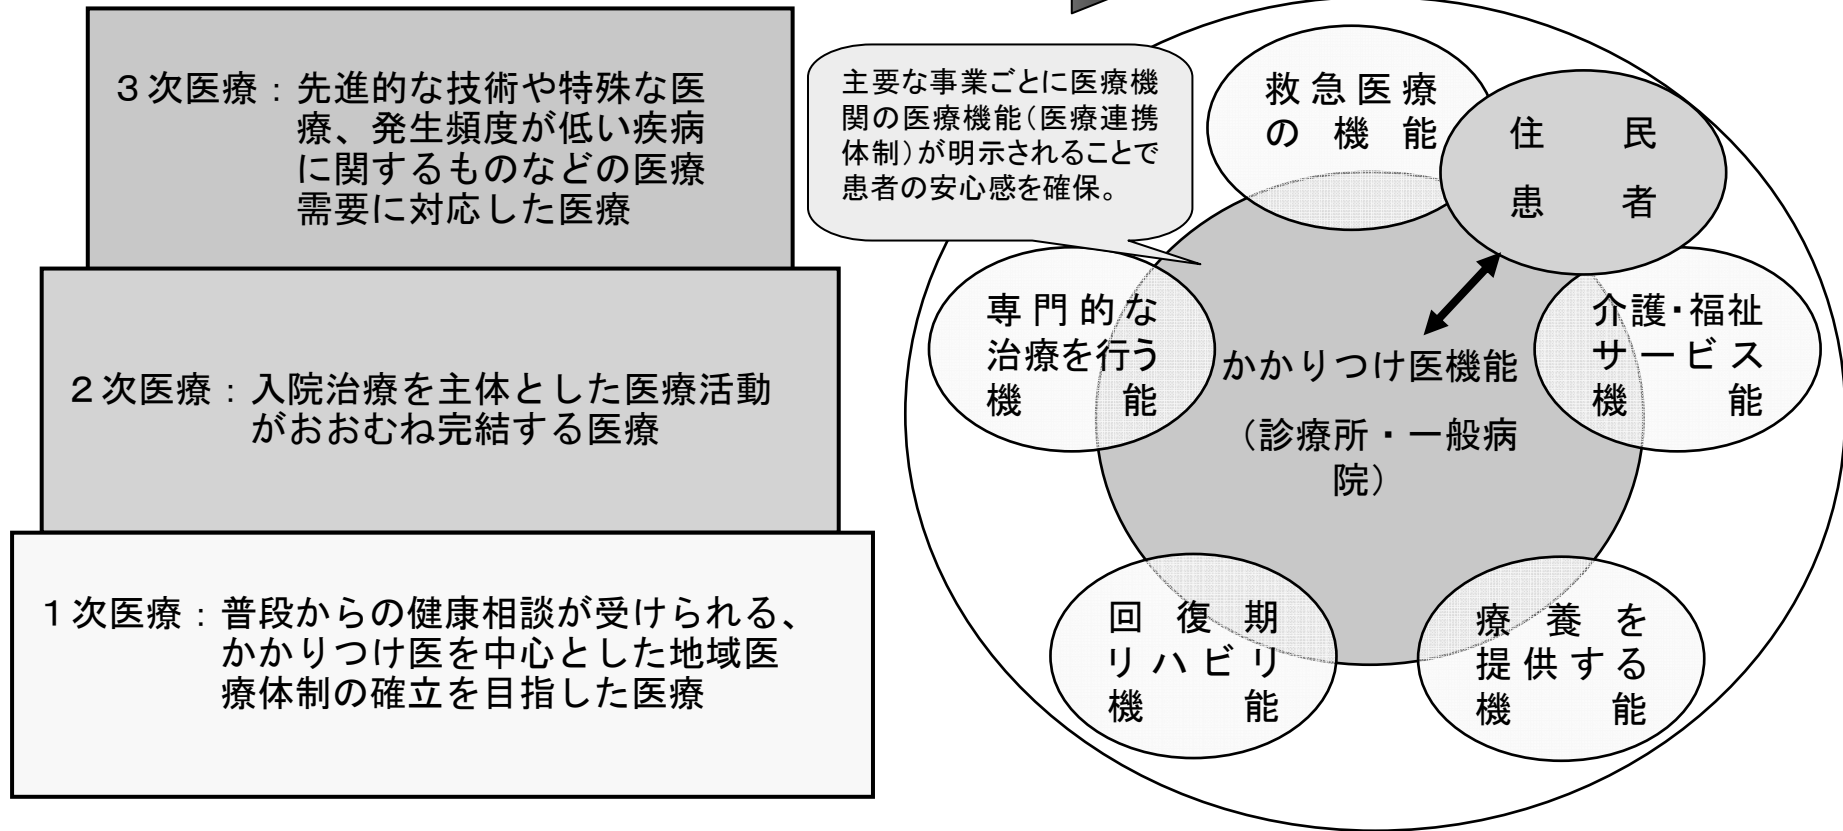 ３次医療：先進的な技術や特殊な医
療、発生頻度が低い疾病
に関するものなどの医療
需要に対応した医療
２次医療：入院治療を主体とした医療活動
がおおむね完結する医療
１次医療：普段からの健康相談が受けられる、
かかりつけ医を中心とした地域医
療体制の確立を目指した医療
主要な事業ごとに医療機
関の医療機能（医療連携
体制）が明示されることで
患者の安心感を確保。
救急医療
の機能
住民
患者
専門的な
治療を行う
機能
介護・福祉
サービス
機能
かかりつけ医機能
（診療所・一般病
院）
回復期
リハビリ
機能
療養を
提供する
機能